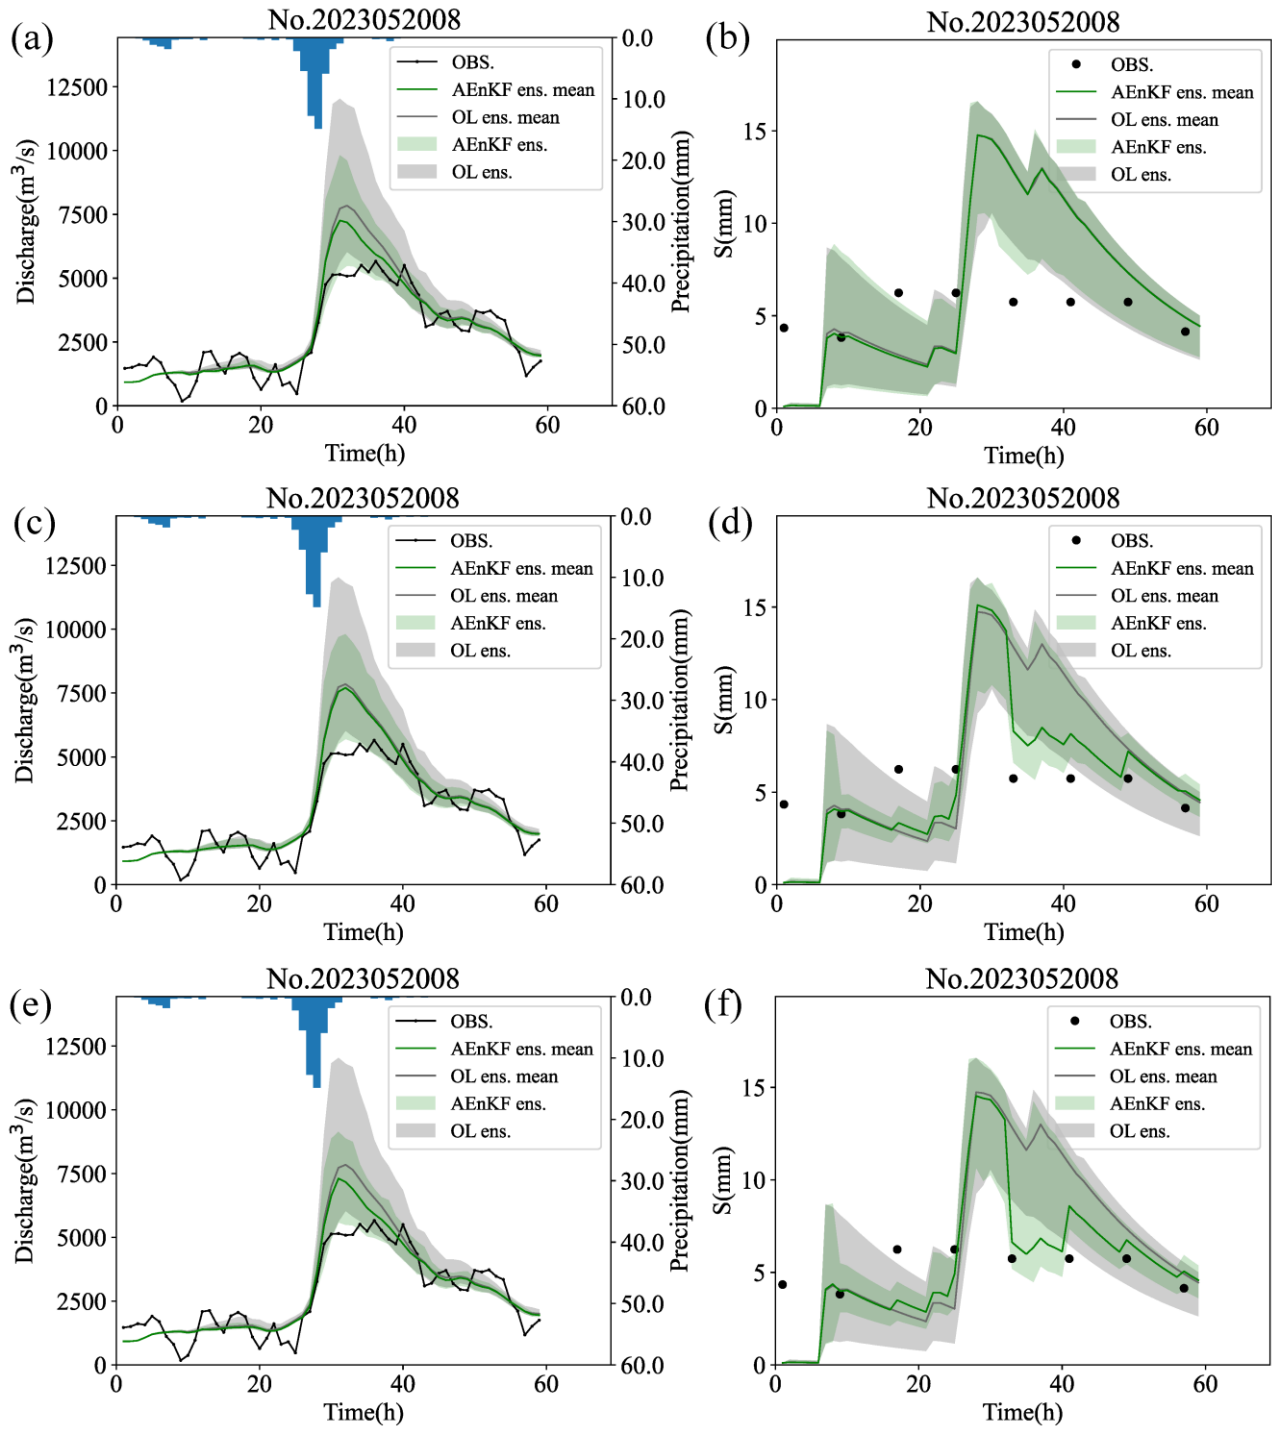 (a)
No.2023052008
12500
10000
7500
5000
2500
0
Discharge(m³/s)
0.0
10.0
20.0
30.0
40.0
50.0
60.0
Precipitation(mm)
OBS.
AEnKF ens. mean
OL ens. mean
AEnKF ens.
OL ens.
0 20 40 60
Time(h)
(b)
No.2023052008
15
10
5
0
S(mm)
OBS.
AEnKF ens. mean
OL ens. mean
AEnKF ens.
OL ens.
0 20 40 60
Time(h)
(c)
No.2023052008
12500
10000
7500
5000
2500
0
Discharge(m³/s)
0.0
10.0
20.0
30.0
40.0
50.0
60.0
Precipitation(mm)
OBS.
AEnKF ens. mean
OL ens. mean
AEnKF ens.
OL ens.
0 20 40 60
Time(h)
(d)
No.2023052008
15
10
5
0
S(mm)
OBS.
AEnKF ens. mean
OL ens. mean
AEnKF ens.
OL ens.
0 20 40 60
Time(h)
(e)
No.2023052008
12500
10000
7500
5000
2500
0
Discharge(m³/s)
0.0
10.0
20.0
30.0
40.0
50.0
60.0
Precipitation(mm)
OBS.
AEnKF ens. mean
OL ens. mean
AEnKF ens.
OL ens.
0 20 40 60
Time(h)
(f)
No.2023052008
15
10
5
0
S(mm)
OBS.
AEnKF ens. mean
OL ens. mean
AEnKF ens.
OL ens.
0 20 40 60
Time(h)